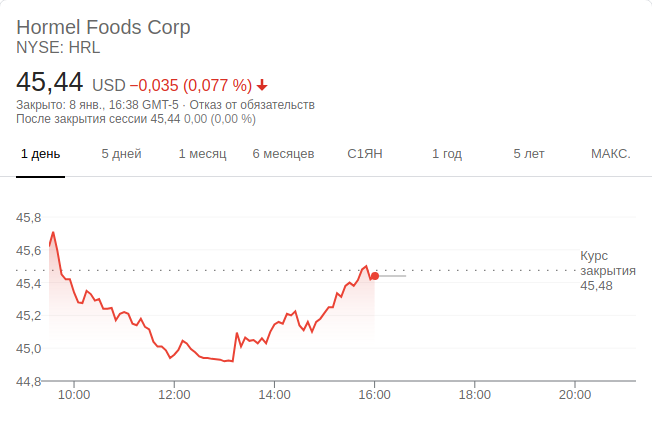 Hormel Foods Corp
NYSE: HRL
45,44 USD −0,035 (0,077 %)
Закрыто: 8 янв., 16:38 GMT-5 · Отказ от обязательств
После закрытия сессии 45,44 0,00 (0,00 %)
1 день 5 дней 1 месяц 6 месяцев С1ЯН 1 год 5 лет МАКС.
45,8
45,6
45,4
45,2
45,0
44,8
Курс
закрытия
45,48
10:00 12:00 14:00 16:00 18:00 20:00